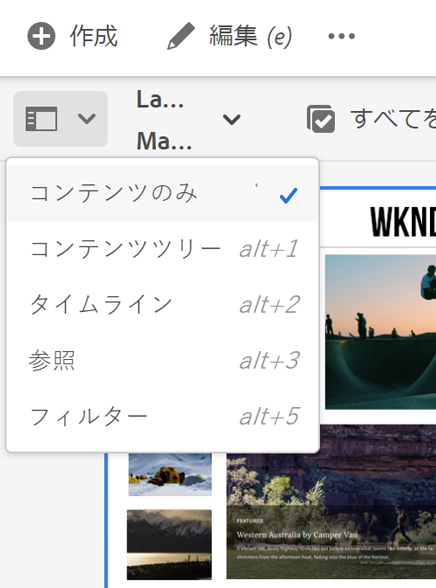 作成 編集 (e)
La...
Ma...
すべてを
コンテンツのみ `
コンテンツツリー alt+1
タイムライン alt+2
参照 alt+3
フィルター alt+5
WKND
FEATURED
Western Australia by Camper Van